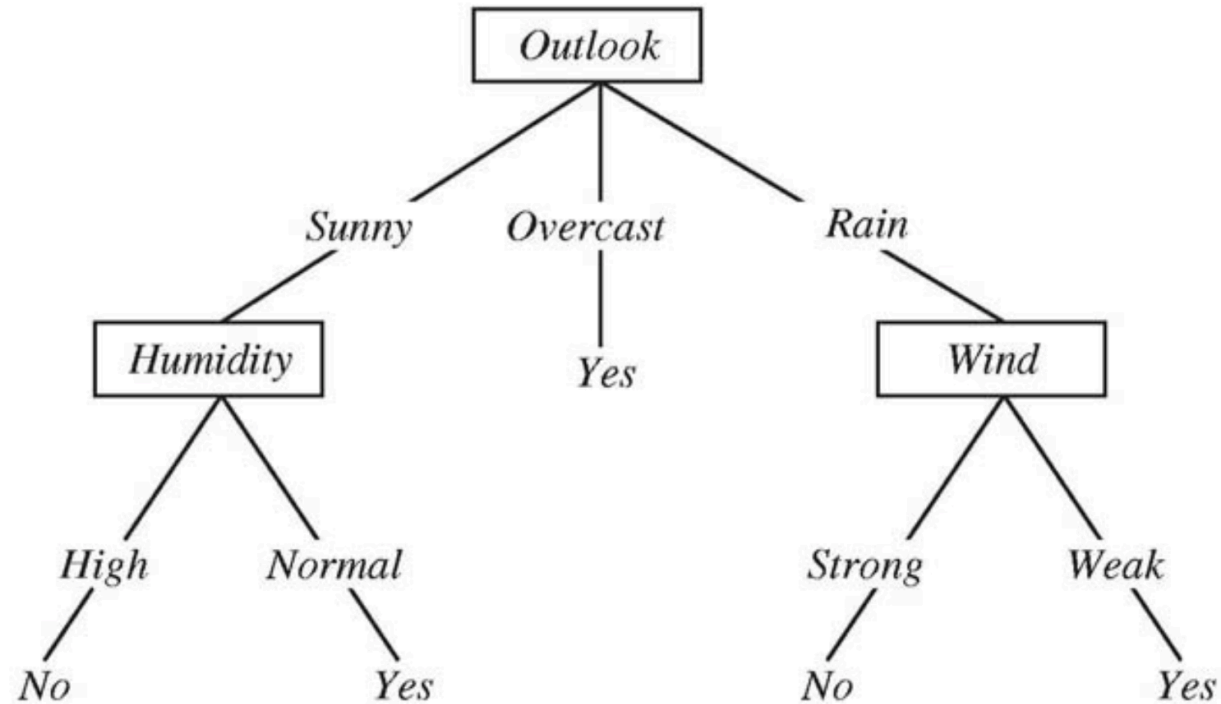 Outlook
Sunny Overcast Rain
Humidity Yes Wind
High Normal Strong Weak
No Yes No Yes